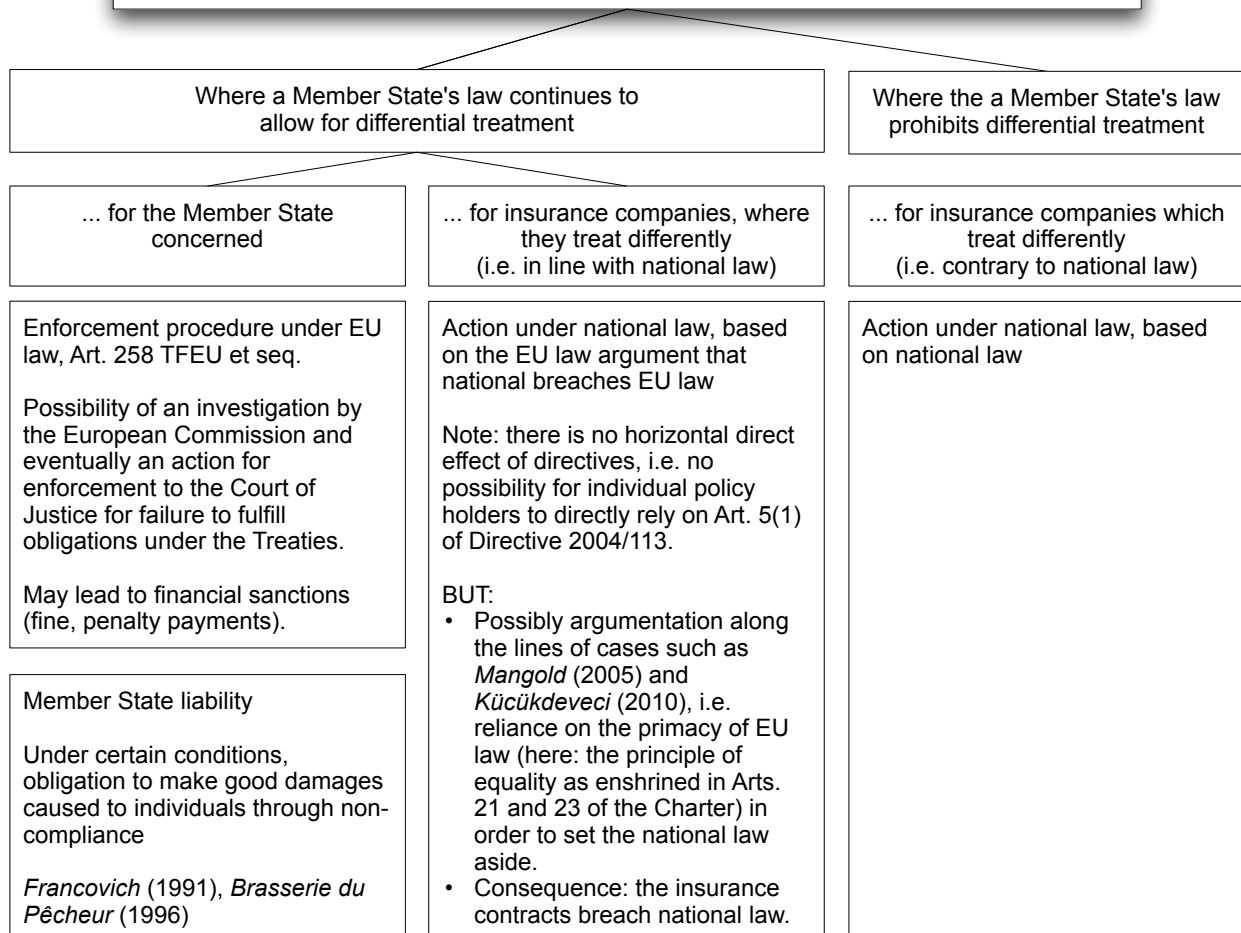 Where a Member State's law continues to
allow for differential treatment
Where the a Member State's law
prohibits differential treatment
... for the Member State
concerned
... for insurance companies, where
they treat differently
(i.e. in line with national law)
... for insurance companies which
treat differently
(i.e. contrary to national law)
Enforcement procedure under EU
law, Art. 258 TFEU et seq.
Possibility of an investigation by
the European Commission and
eventually an action for
enforcement to the Court of
Justice for failure to fulfill
obligations under the Treaties.
May lead to financial sanctions
(fine, penalty payments).
Member State liability
Under certain conditions,
obligation to make good damages
caused to individuals through non-
compliance
Francovich (1991), Brasserie du
Pêcheur (1996)
Action under national law, based
on the EU law argument that
national breaches EU law
Note: there is no horizontal direct
effect of directives, i.e. no
possibility for individual policy
holders to directly rely on Art. 5(1)
of Directive 2004/113.
BUT:
• Possibly argumentation along
the lines of cases such as
Mangold (2005) and
Kücükdeveci (2010), i.e.
reliance on the primacy of EU
law (here: the principle of
equality as enshrined in Arts.
21 and 23 of the Charter) in
order to set the national law
aside.
• Consequence: the insurance
contracts breach national law.
Action under national law, based
on national law